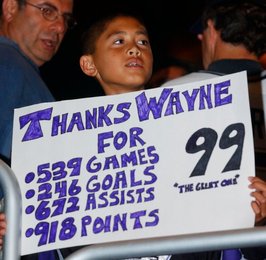 THANKS WAYNE
FOR
• 539 GAMES
• 246 GOALS
• 672 ASSISTS
• 918 POINTS
99
"THE GREAT ONE"